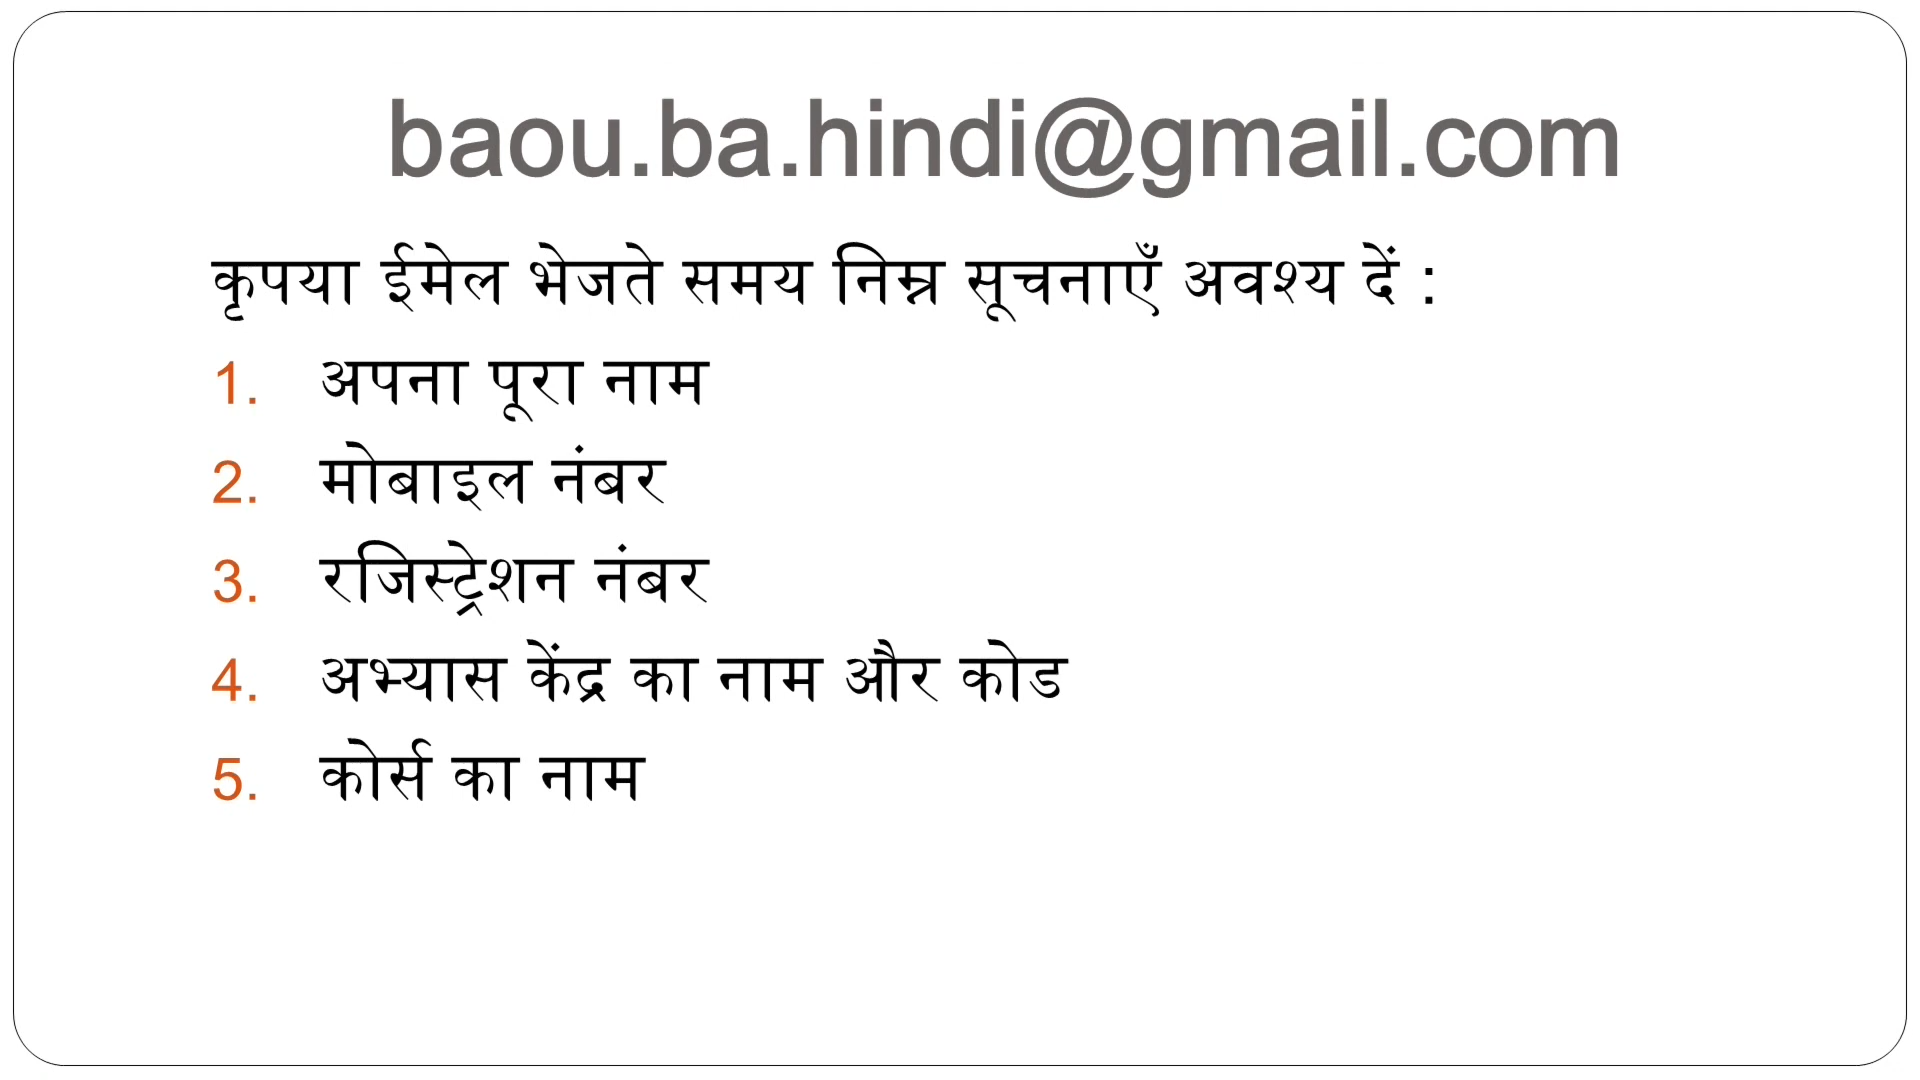 baou.ba.hindi@gmail.com
कृपया ईमेल भेजते समय निम्न सूचनाएँ अवश्य दें :
1. अपना पूरा नाम
2. मोबाइल नंबर
3. रजिस्ट्रेशन नंबर
4. अभ्यास केंद्र का नाम और कोड
5. कोर्स का नाम